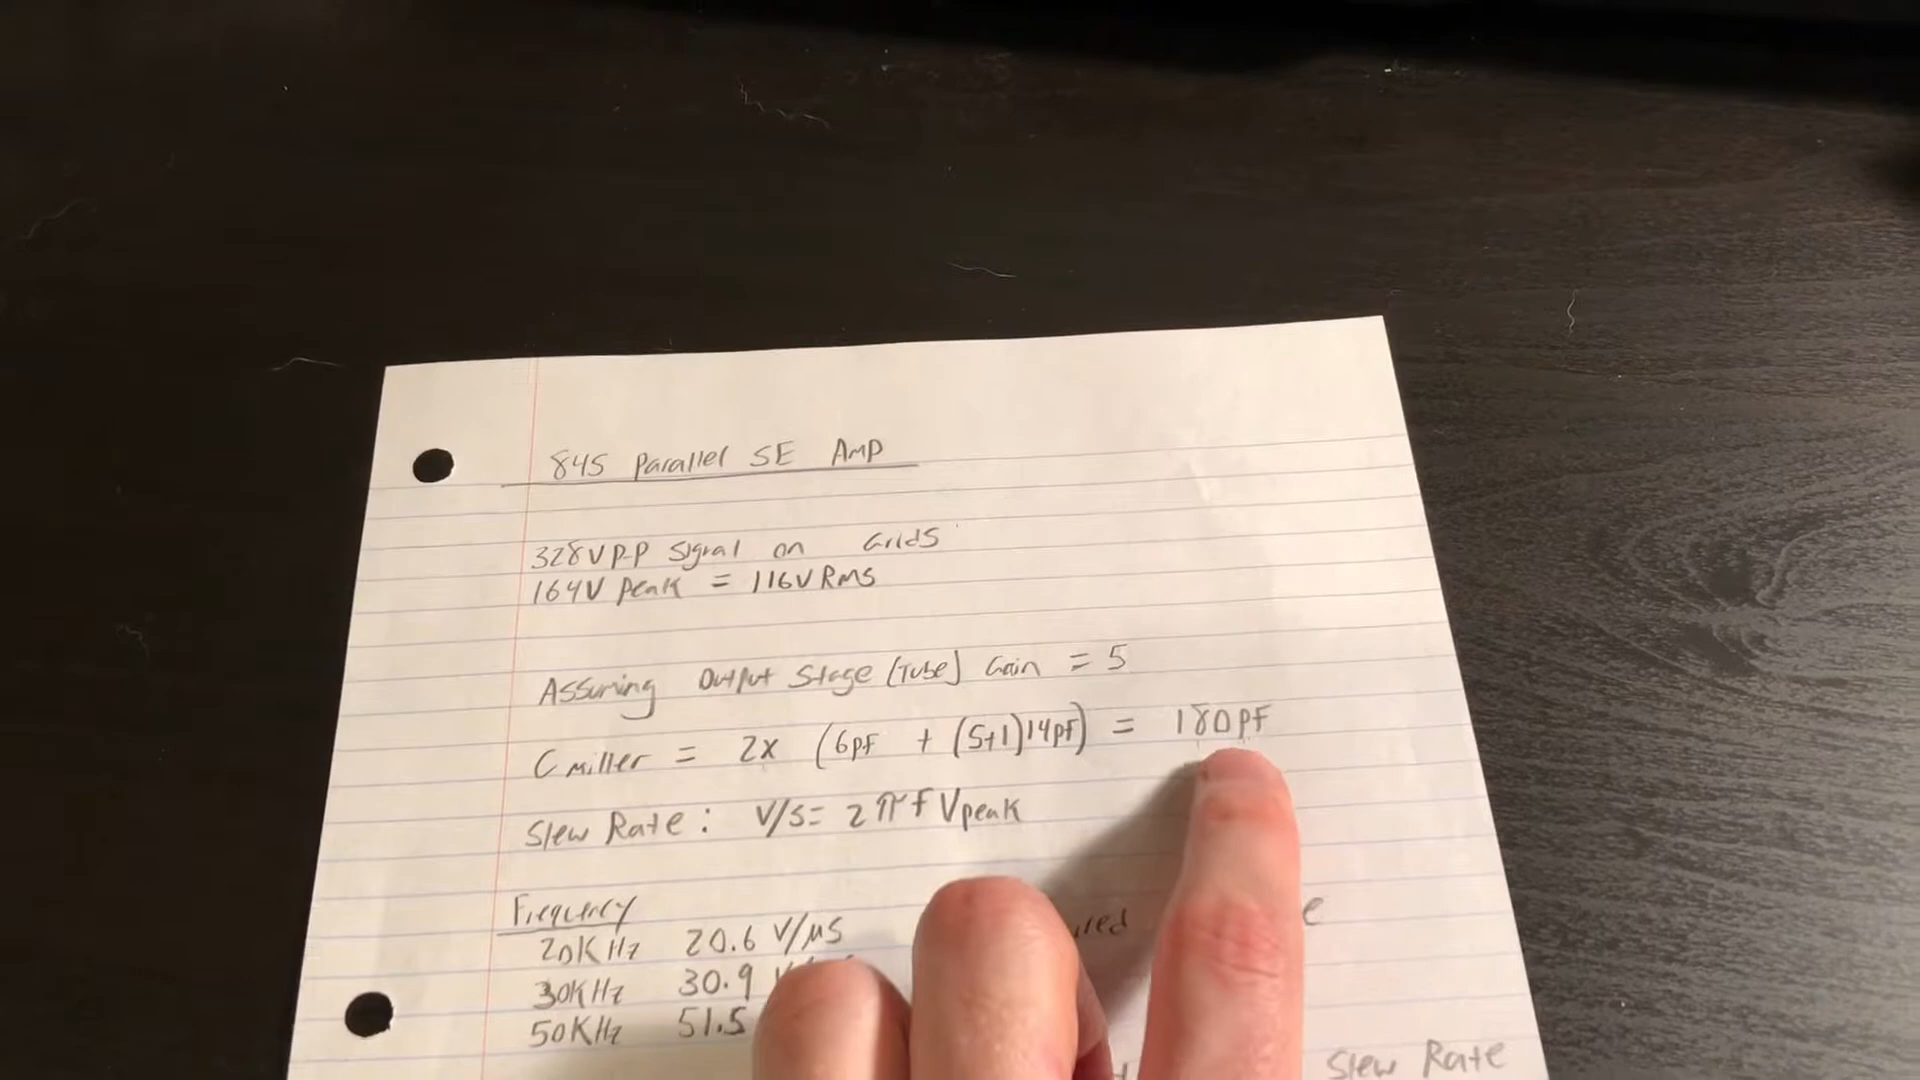 845 Parallel SE AMP
328V P-P Signal on Grids
164V Peak = 116V RMS
Assuming Output Stage (Tube) Gain = 5
C miller = 2x (6pf + (5+1)14pf) = 180pf
Slew Rate: V/S = 2πf Vpeak
Frequency
20KHz 20.6 V/μs
30KHz 30.9
50KHz 51.5
Slew Rate